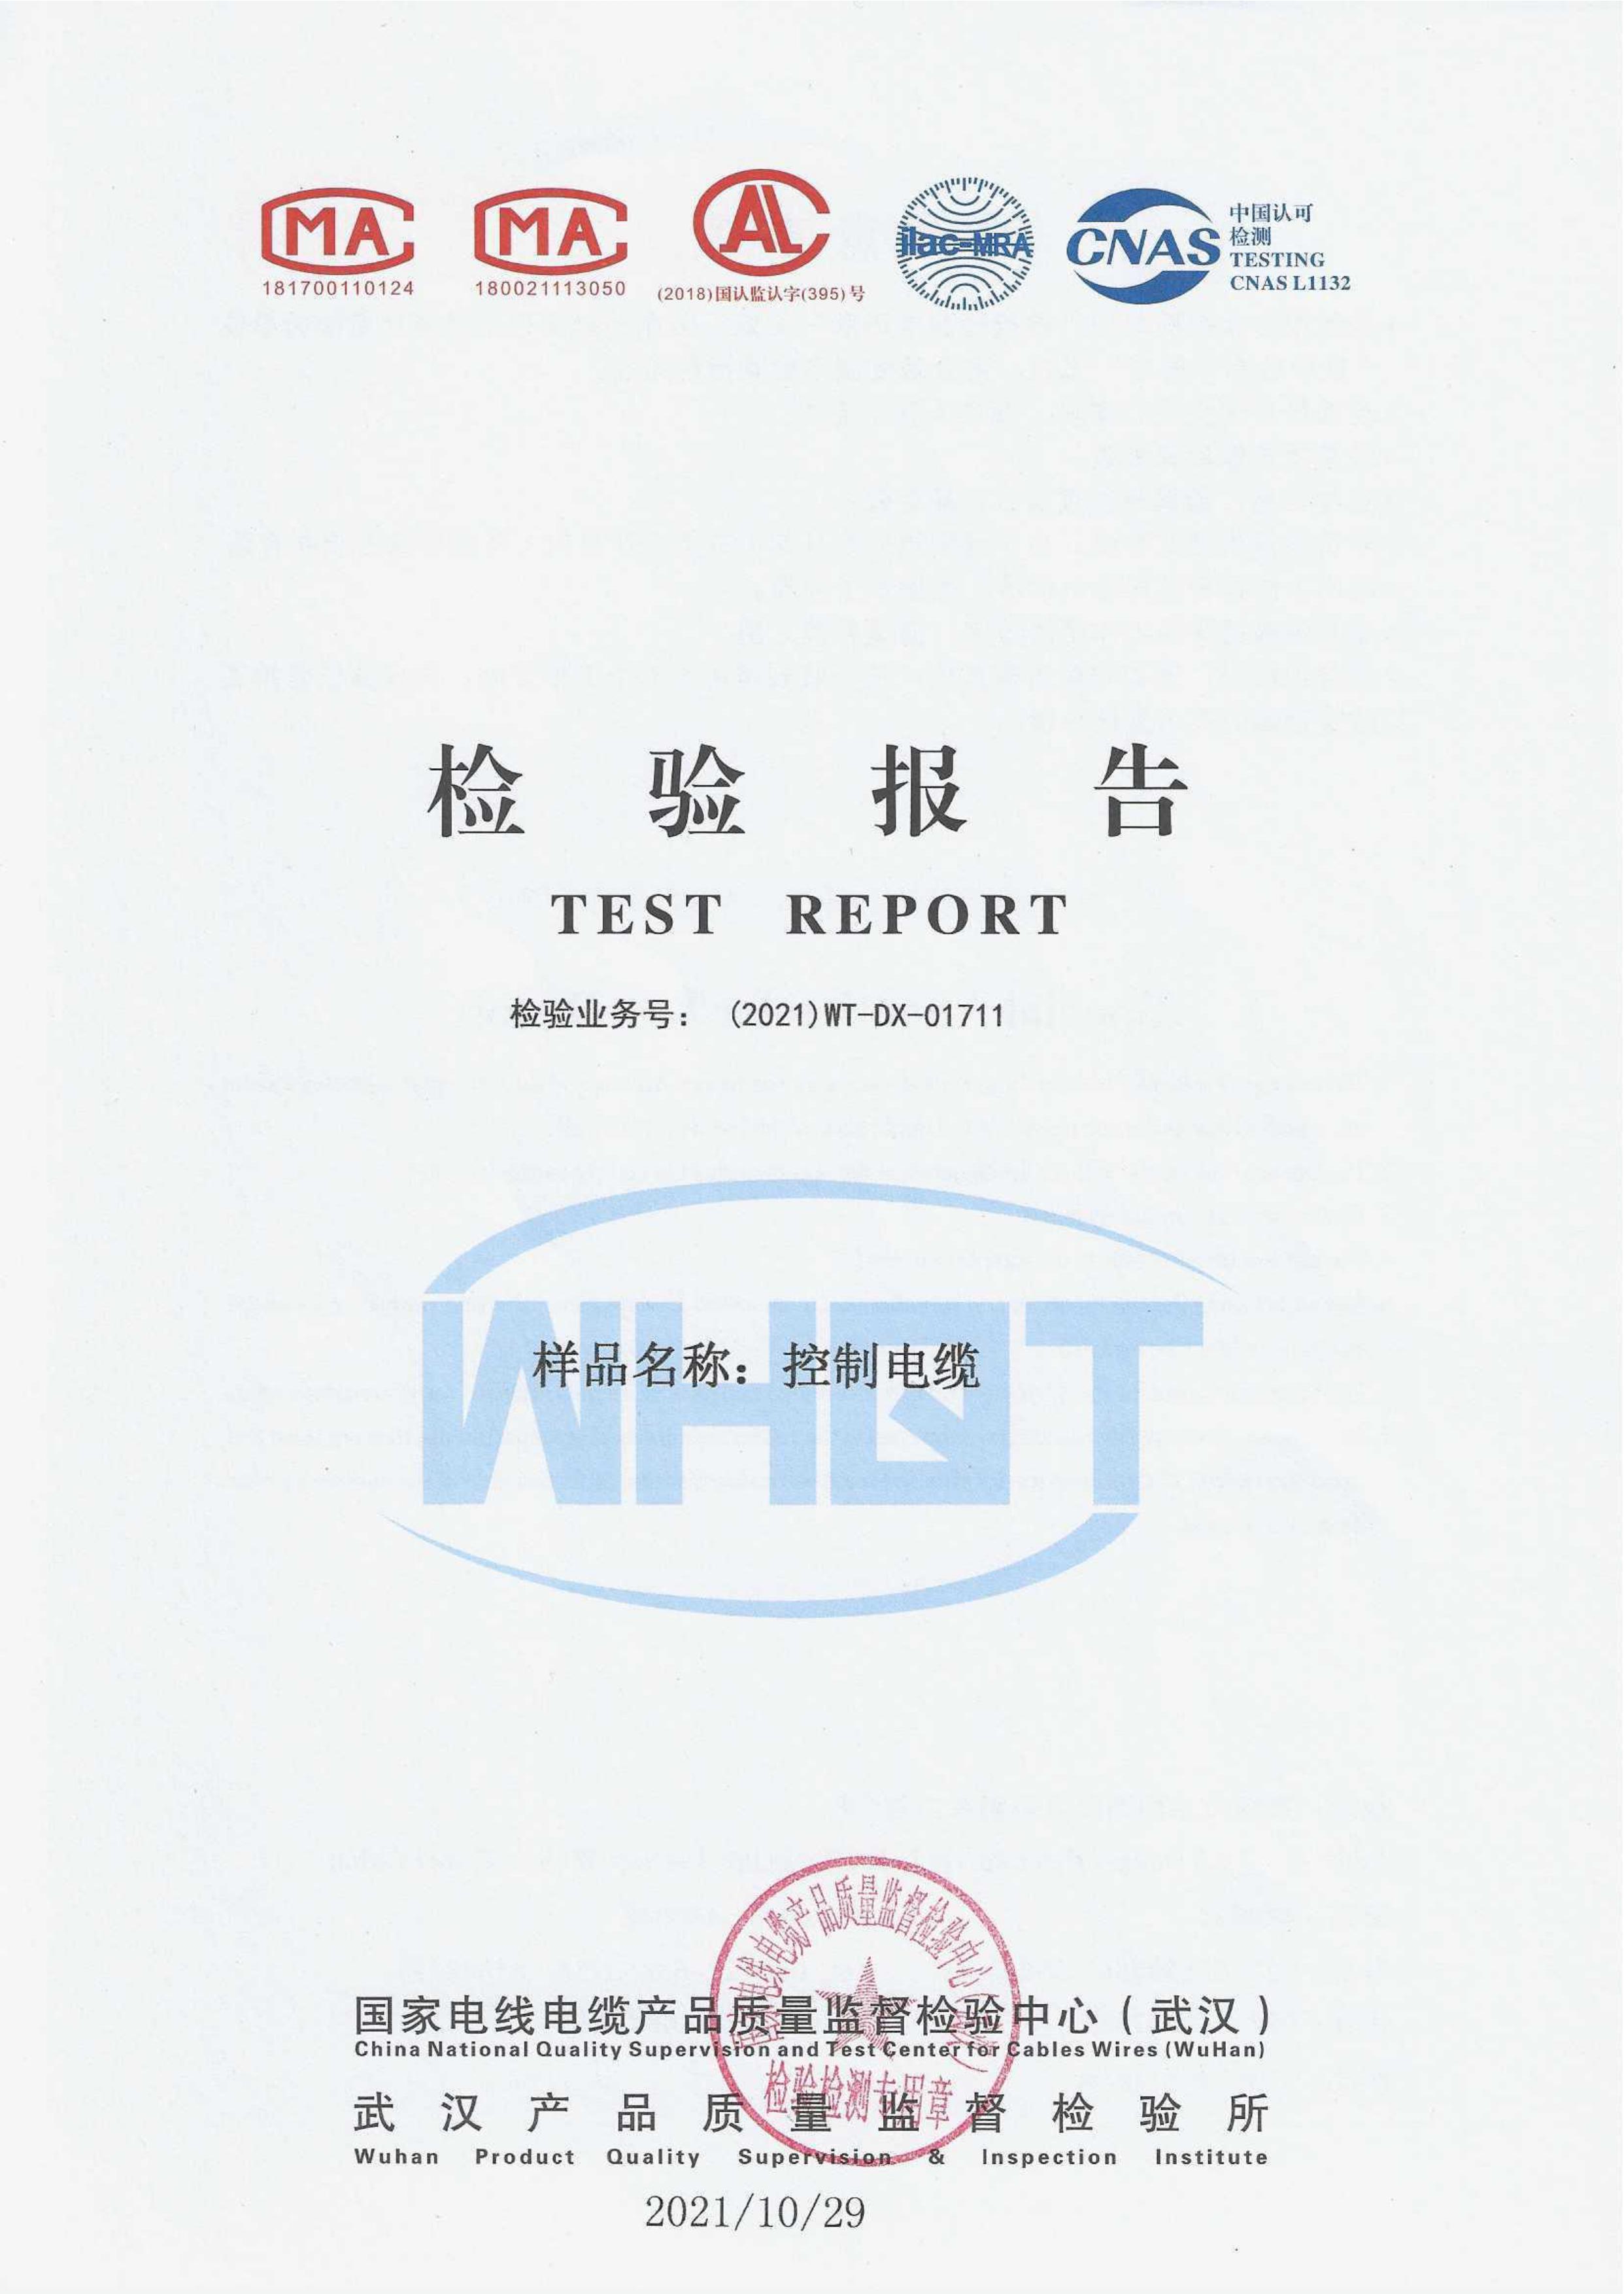 MA MA AL ilac-MRA CNAS
中国认可
检测
TESTING
CNAS L1132
181700110124 180021113050 (2018)国认监认字(395)号
检验报告
TEST REPORT
检验业务号： (2021)WT-DX-01711
WHQT
样品名称：控制电缆
国家电线电缆产品质量监督检验中心（武汉）
检验检测专用章
国家电线电缆产品质量监督检验中心（武汉）
China National Quality Supervision and Test Center for Cables Wires (WuHan)
武汉产品质量监督检验所
Wuhan Product Quality Supervision & Inspection Institute
2021/10/29